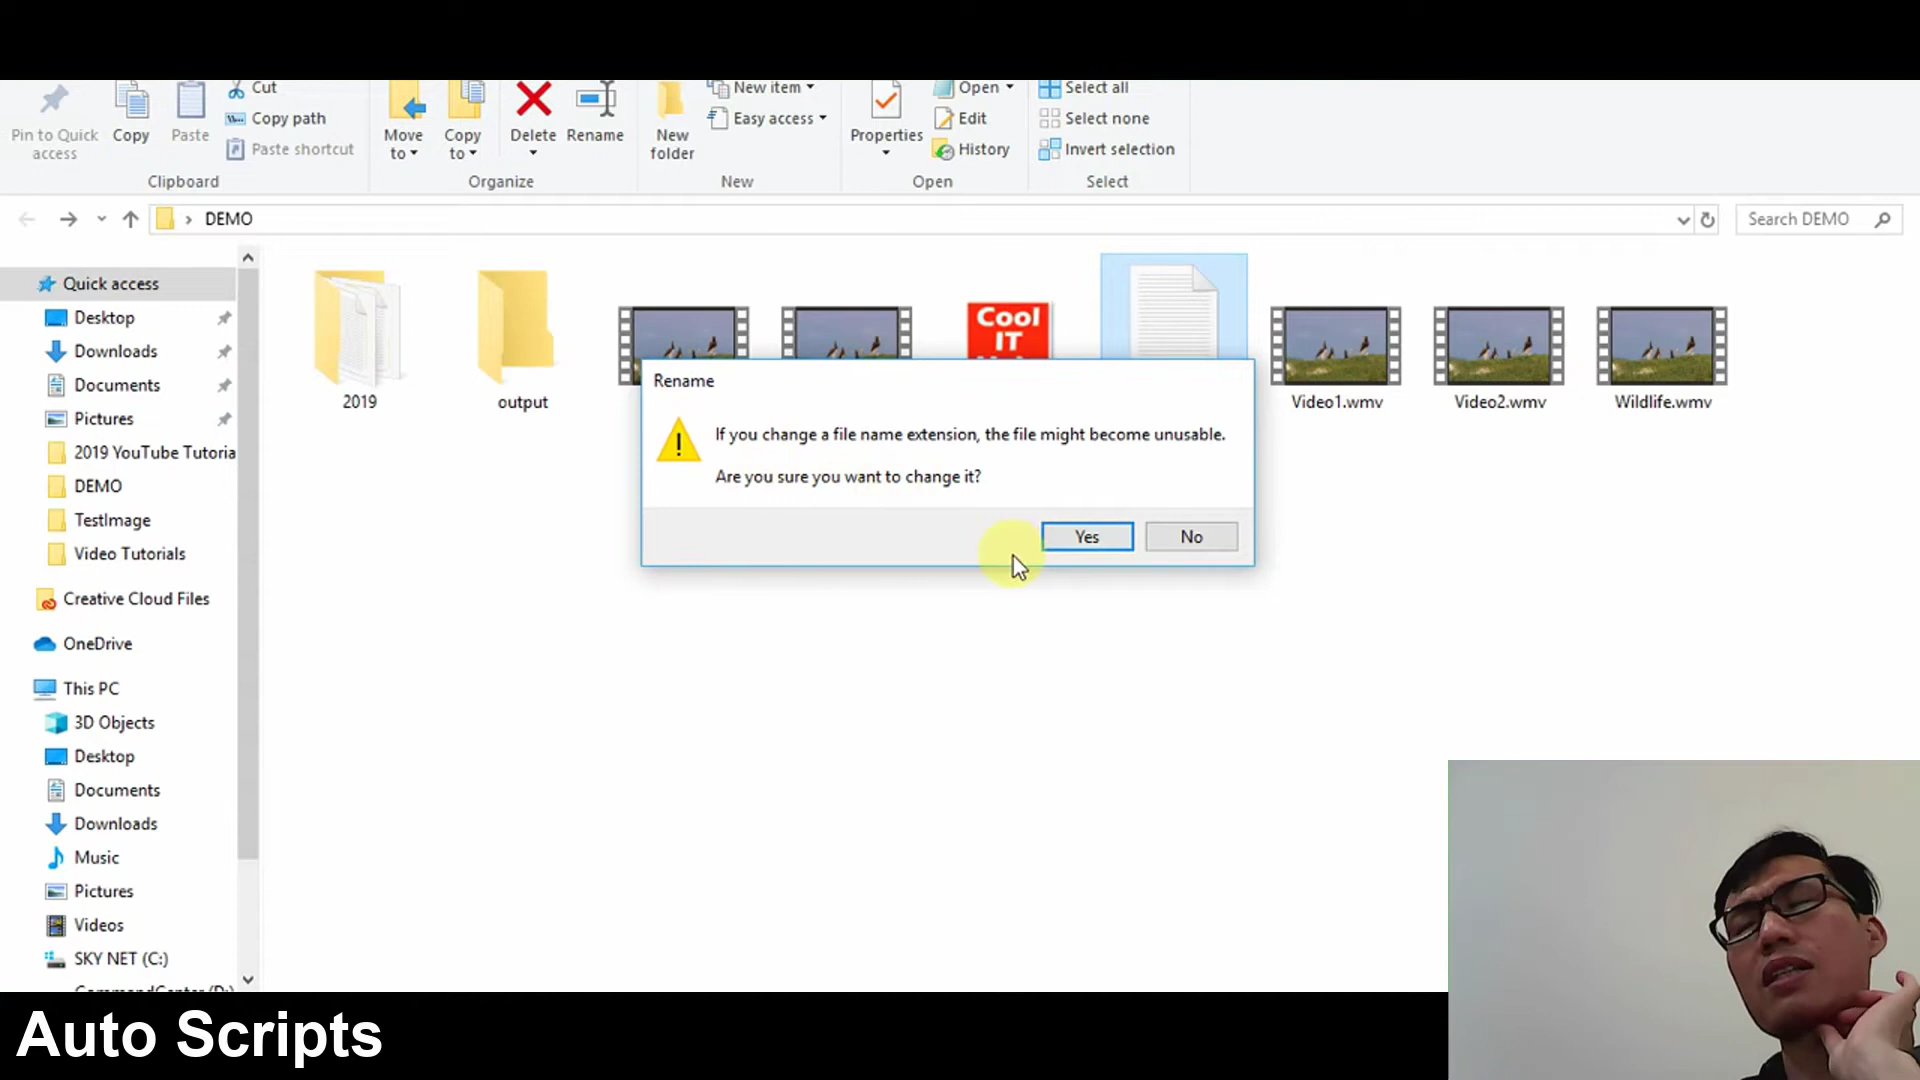 Cut
New item
Open
Select all
Copy path
Easy access
Edit
Select none
Pin to Quick
access
Copy
Paste
Paste shortcut
Move
to
Copy
to
Delete
Rename
New
folder
Properties
History
Invert selection
Clipboard
Organize
New
Open
Select
DEMO
Search DEMO
Quick access
Desktop
Downloads
Documents
Pictures
2019 YouTube Tutoria
DEMO
TestImage
Video Tutorials
Creative Cloud Files
OneDrive
This PC
3D Objects
Desktop
Documents
Downloads
Music
Pictures
Videos
SKY NET (C:)
2019
output
Cool
IT
Video1.wmv
Video2.wmv
Wildlife.wmv
Rename
If you change a file name extension, the file might become unusable.
Are you sure you want to change it?
Yes
No
Auto Scripts